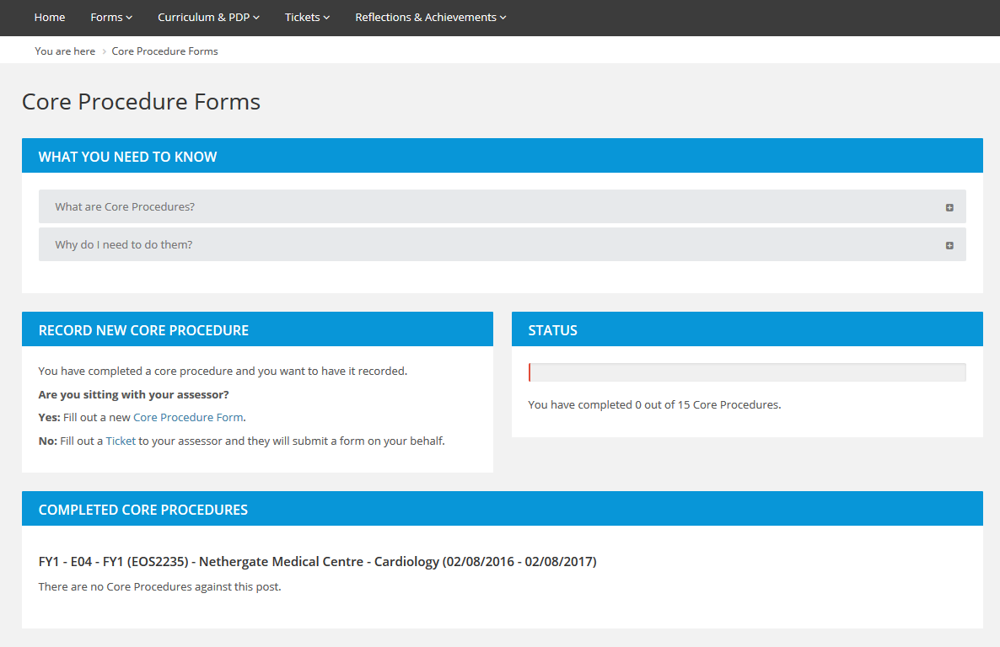 Home Forms Curriculum & PDP Tickets Reflections & Achievements
You are here › Core Procedure Forms
Core Procedure Forms
WHAT YOU NEED TO KNOW
What are Core Procedures?
Why do I need to do them?
RECORD NEW CORE PROCEDURE
You have completed a core procedure and you want to have it recorded.
Are you sitting with your assessor?
Yes: Fill out a new Core Procedure Form.
No: Fill out a Ticket to your assessor and they will submit a form on your behalf.
STATUS
You have completed 0 out of 15 Core Procedures.
COMPLETED CORE PROCEDURES
FY1 - E04 - FY1 (EOS2235) - Nethergate Medical Centre - Cardiology (02/08/2016 - 02/08/2017)
There are no Core Procedures against this post.